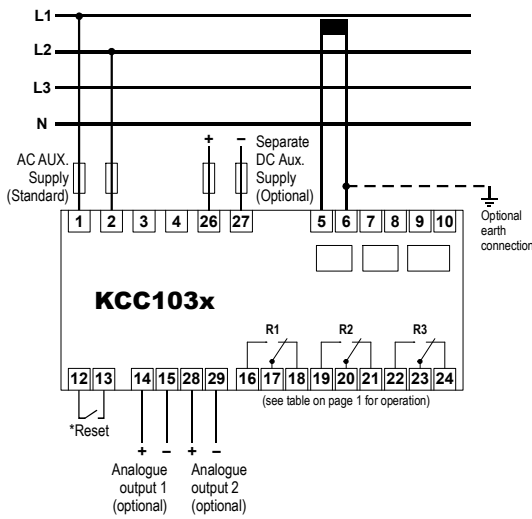 L1
L2
L3
N
AC AUX.
Supply
(Standard)
+
–
Separate
DC Aux.
Supply
(Optional)
1 2 3 4 26 27 5 6 7 8 9 10
Optional
earth
connection
KCC103x
R1 R2 R3
12 13 14 15 28 29 16 17 18 19 20 21 22 23 24
(see table on page 1 for operation)
*Reset
+ – + –
Analogue
output 1
(optional)
Analogue
output 2
(optional)